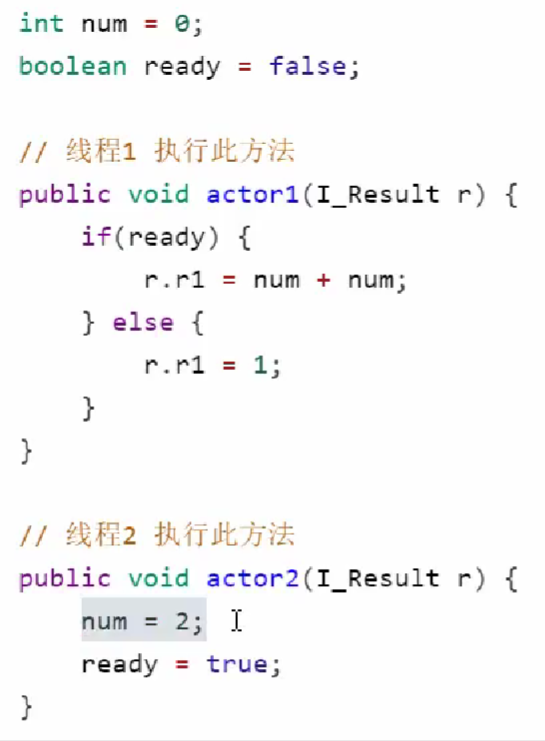 int num = 0;
boolean ready = false;
// 线程1 执行此方法
public void actor1(I_Result r) {
if(ready) {
r.r1 = num + num;
} else {
r.r1 = 1;
}
}
// 线程2 执行此方法
public void actor2(I_Result r) {
num = 2;
ready = true;
}